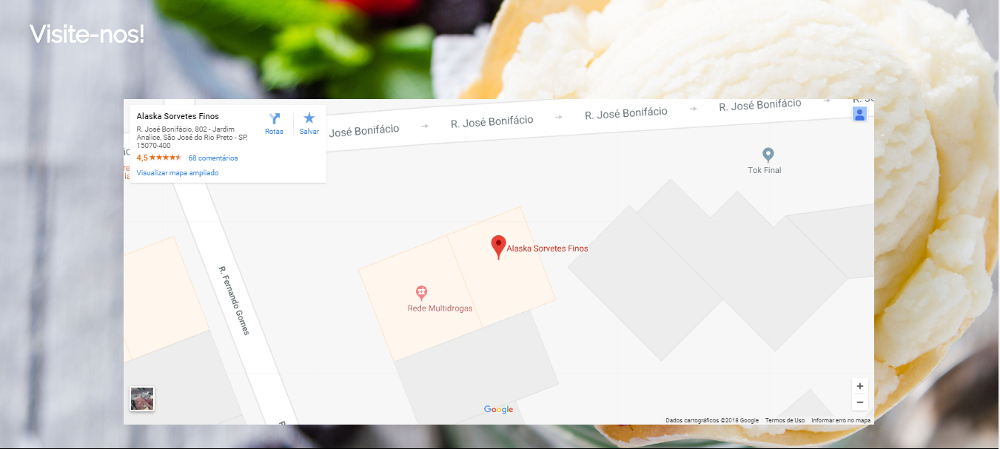 Visite-nos!
Alaska Sorvetes Finos
R. José Bonifácio, 802 - Jardim
Analice, São José do Rio Preto - SP,
15070-400
4,5
68 comentários
Visualizar mapa ampliado
Rotas
Salvar
José Bonifácio
R. José Bonifácio
R. José Bonifácio
R. José Bonifácio
Tok Final
Alaska Sorvetes Finos
R. Fernando Gomes
Rede Multidrogas
+
−
Google
Dados cartográficos ©2018 Google
Termos de Uso
Informar erro no mapa